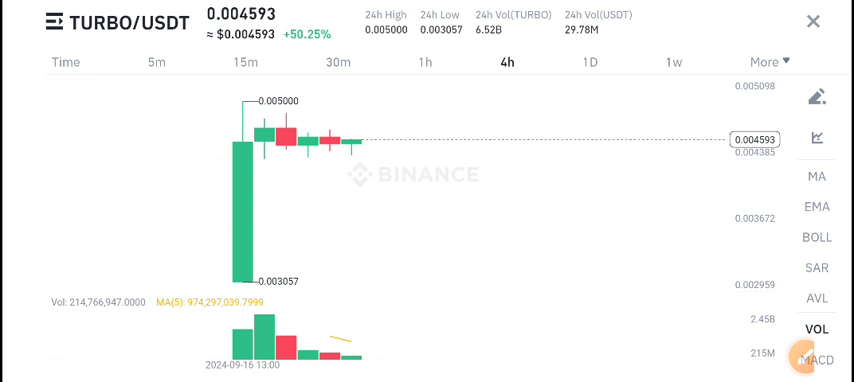 TURBO/USDT
0.004593
≈ $0.004593 +50.25%
24h High 24h Low 24h Vol(TURBO) 24h Vol(USDT)
0.005000 0.003057 6.52B 29.78M
Time 5m 15m 30m 1h 4h 1D 1w More
0.005098
0.005000
0.004593
0.004385
BINANCE
0.003672
0.003057
0.002959
Vol: 214,766,947.0000 MA(5): 974,297,039.7999
2.45B
215M
2024-09-16 13:00
MA
EMA
BOLL
SAR
AVL
VOL
MACD